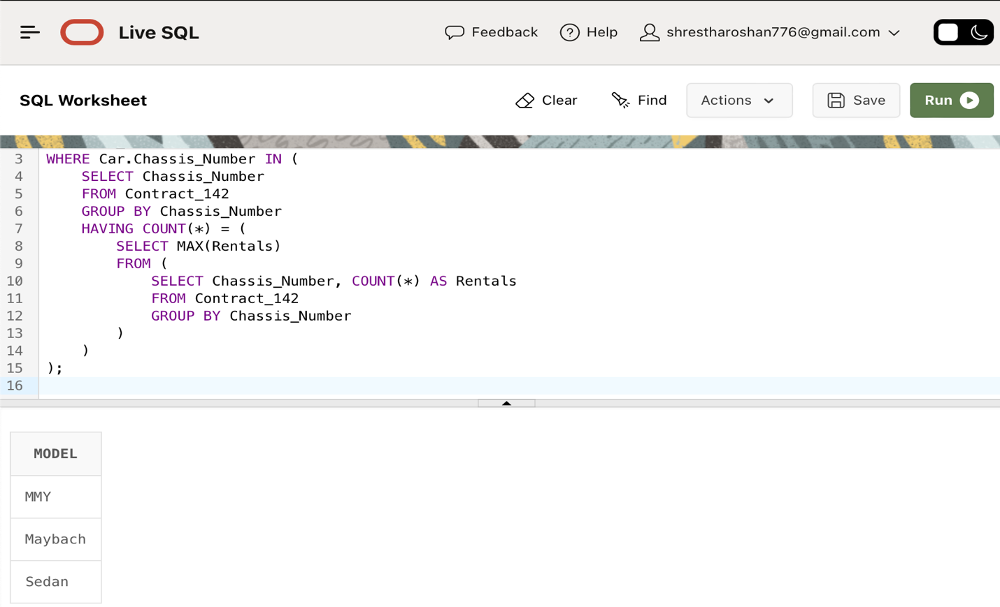 Live SQL
Feedback
Help
shrestharoshan776@gmail.com
SQL Worksheet
Clear
Find
Actions
Save
Run
3 WHERE Car.Chassis_Number IN (
4 SELECT Chassis_Number
5 FROM Contract_142
6 GROUP BY Chassis_Number
7 HAVING COUNT(*) = (
8 SELECT MAX(Rentals)
9 FROM (
10 SELECT Chassis_Number, COUNT(*) AS Rentals
11 FROM Contract_142
12 GROUP BY Chassis_Number
13 )
14 )
15 );
16
MODEL
MMY
Maybach
Sedan